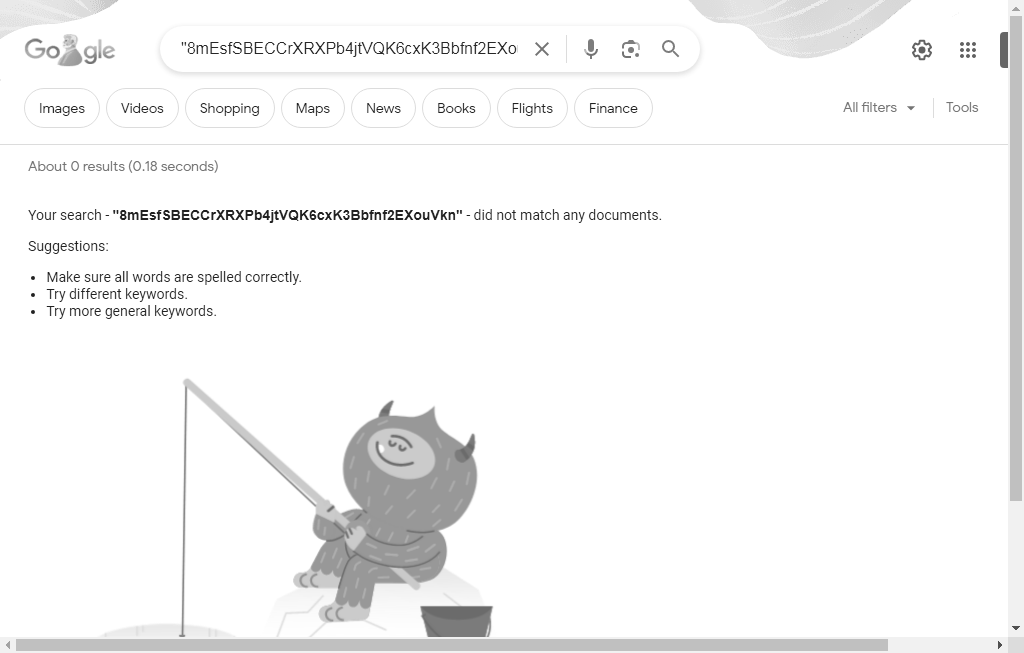 Google
"8mEsfSBECCrXRXPb4jtVQK6cxK3Bbfnf2EXo
Images Videos Shopping Maps News Books Flights Finance All filters Tools
About 0 results (0.18 seconds)
Your search - "8mEsfSBECCrXRXPb4jtVQK6cxK3Bbfnf2EXouVkn" - did not match any documents.
Suggestions:
Make sure all words are spelled correctly.
Try different keywords.
Try more general keywords.